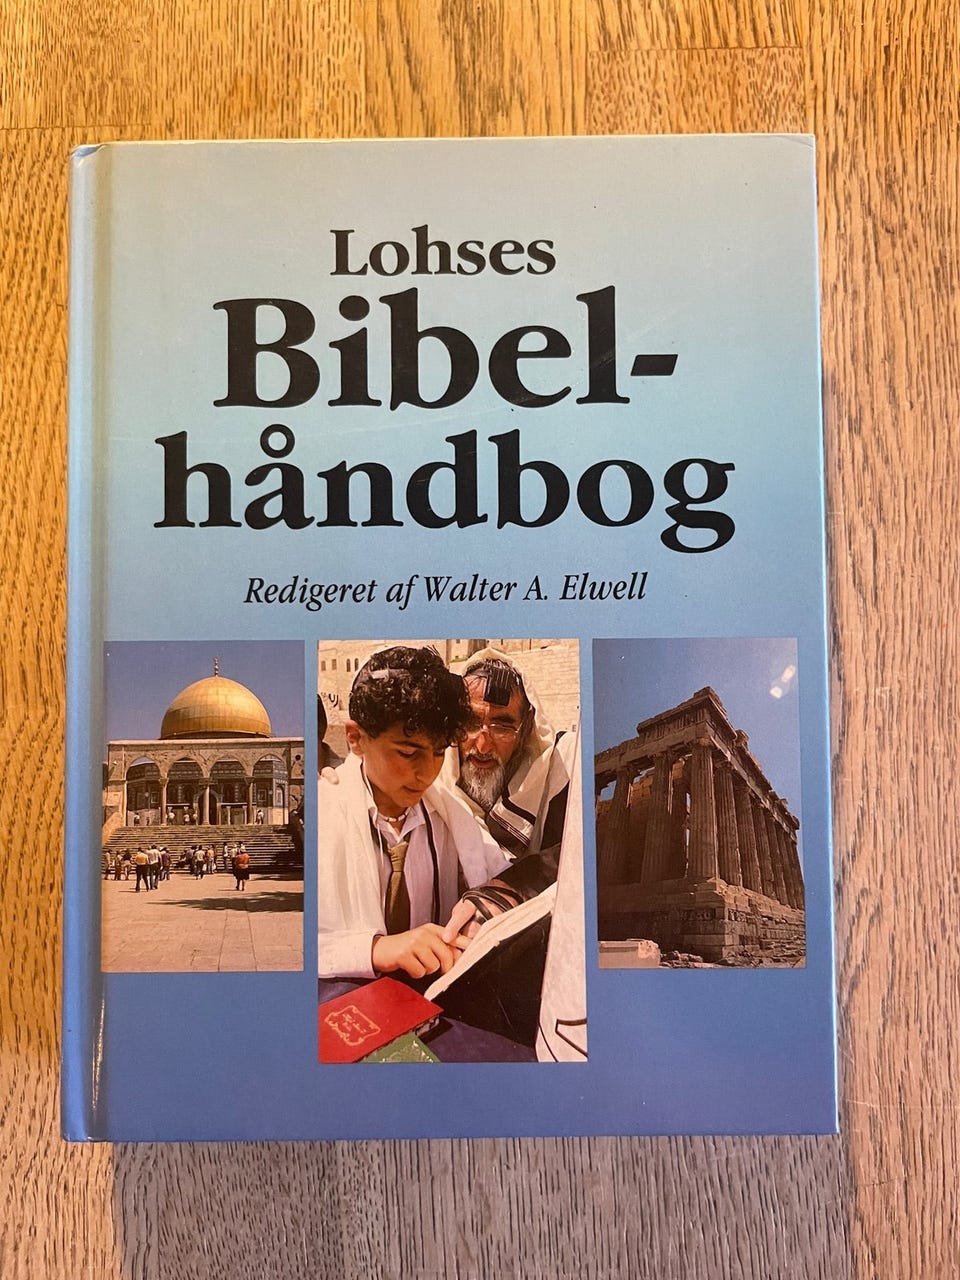 Lohses
Bibel-
håndbog
Redigeret af Walter A. Elwell